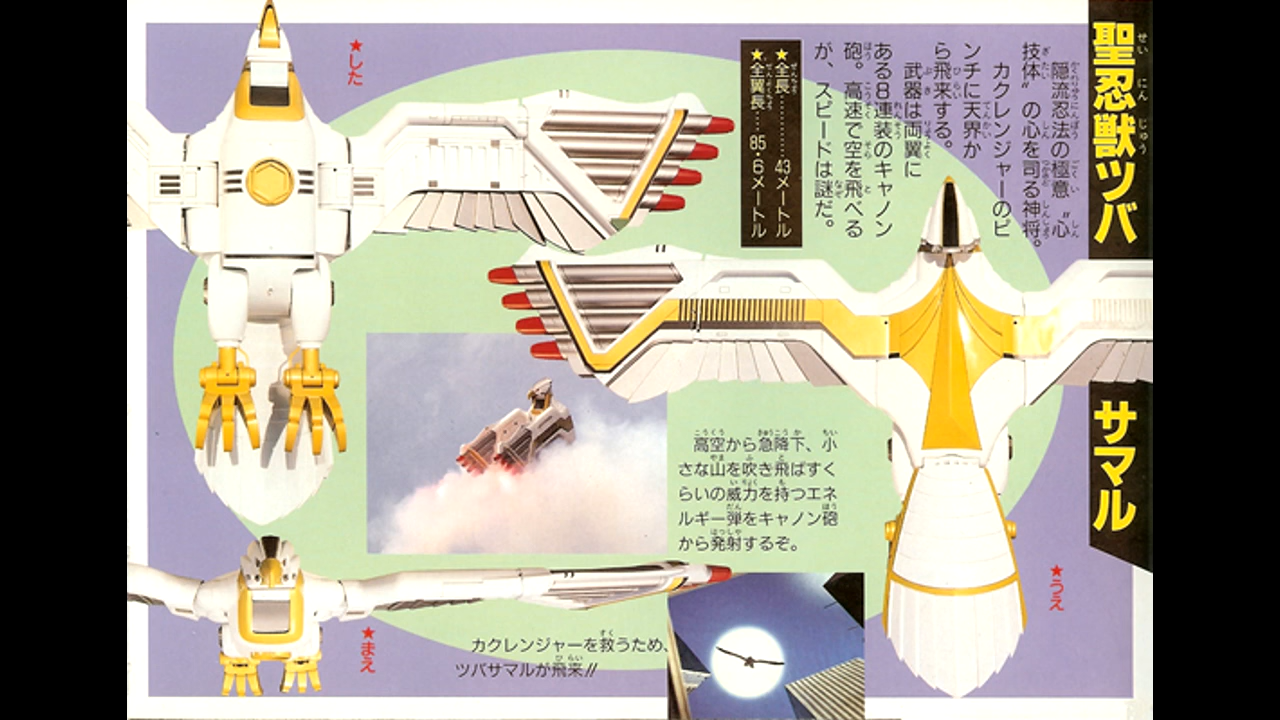 聖忍獣ツバサマル
隠流忍法の極意〝心
技体〟の心を司る神将。
カクレンジャーのピ
ンチに天界か
ら飛来する。
武器は両翼に
ある8連装のキャノン
砲。高速で空を飛べる
が、スピードは謎だ。
★全長…………43メートル
★全翼長……85・6メートル
★した
★うえ
高空から急降下、小
さな山を吹き飛ばすく
らいの威力を持つエネ
ルギー弾をキャノン砲
から発射するぞ。
★まえ
カクレンジャーを救うため、
ツバサマルが飛来!!